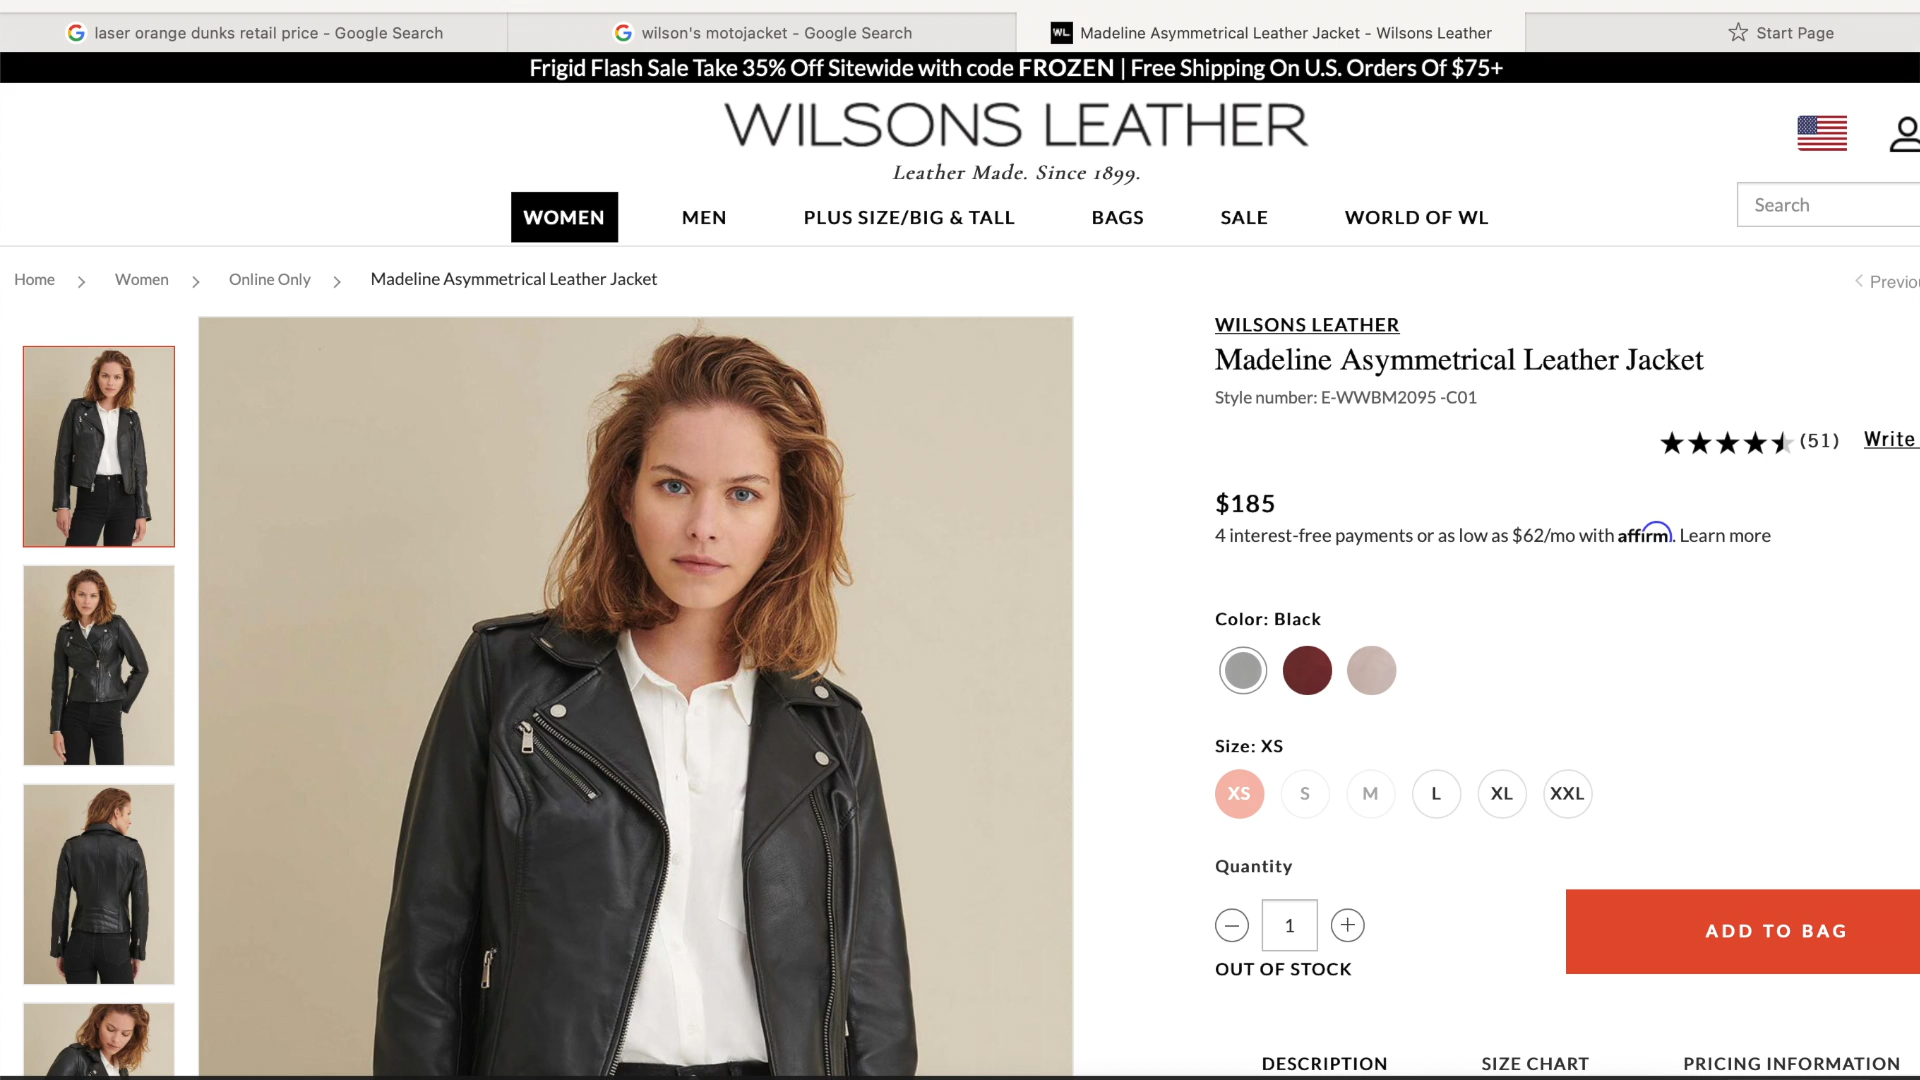 laser orange dunks retail price - Google Search
wilson's motojacket - Google Search
WL
Madeline Asymmetrical Leather Jacket - Wilsons Leather
Start Page
Frigid Flash Sale Take 35% Off Sitewide with code FROZEN | Free Shipping On U.S. Orders Of $75+
WILSONS LEATHER
Leather Made. Since 1899.
Search
WOMEN MEN PLUS SIZE/BIG & TALL BAGS SALE WORLD OF WL
Home > Women > Online Only > Madeline Asymmetrical Leather Jacket
< Previou
WILSONS LEATHER
Madeline Asymmetrical Leather Jacket
Style number: E-WWBM2095 -C01
(51) Write
$185
4 interest-free payments or as low as $62/mo with affirm. Learn more
Color: Black
Size: XS
XS S M L XL XXL
Quantity
1
ADD TO BAG
OUT OF STOCK
DESCRIPTION SIZE CHART PRICING INFORMATION